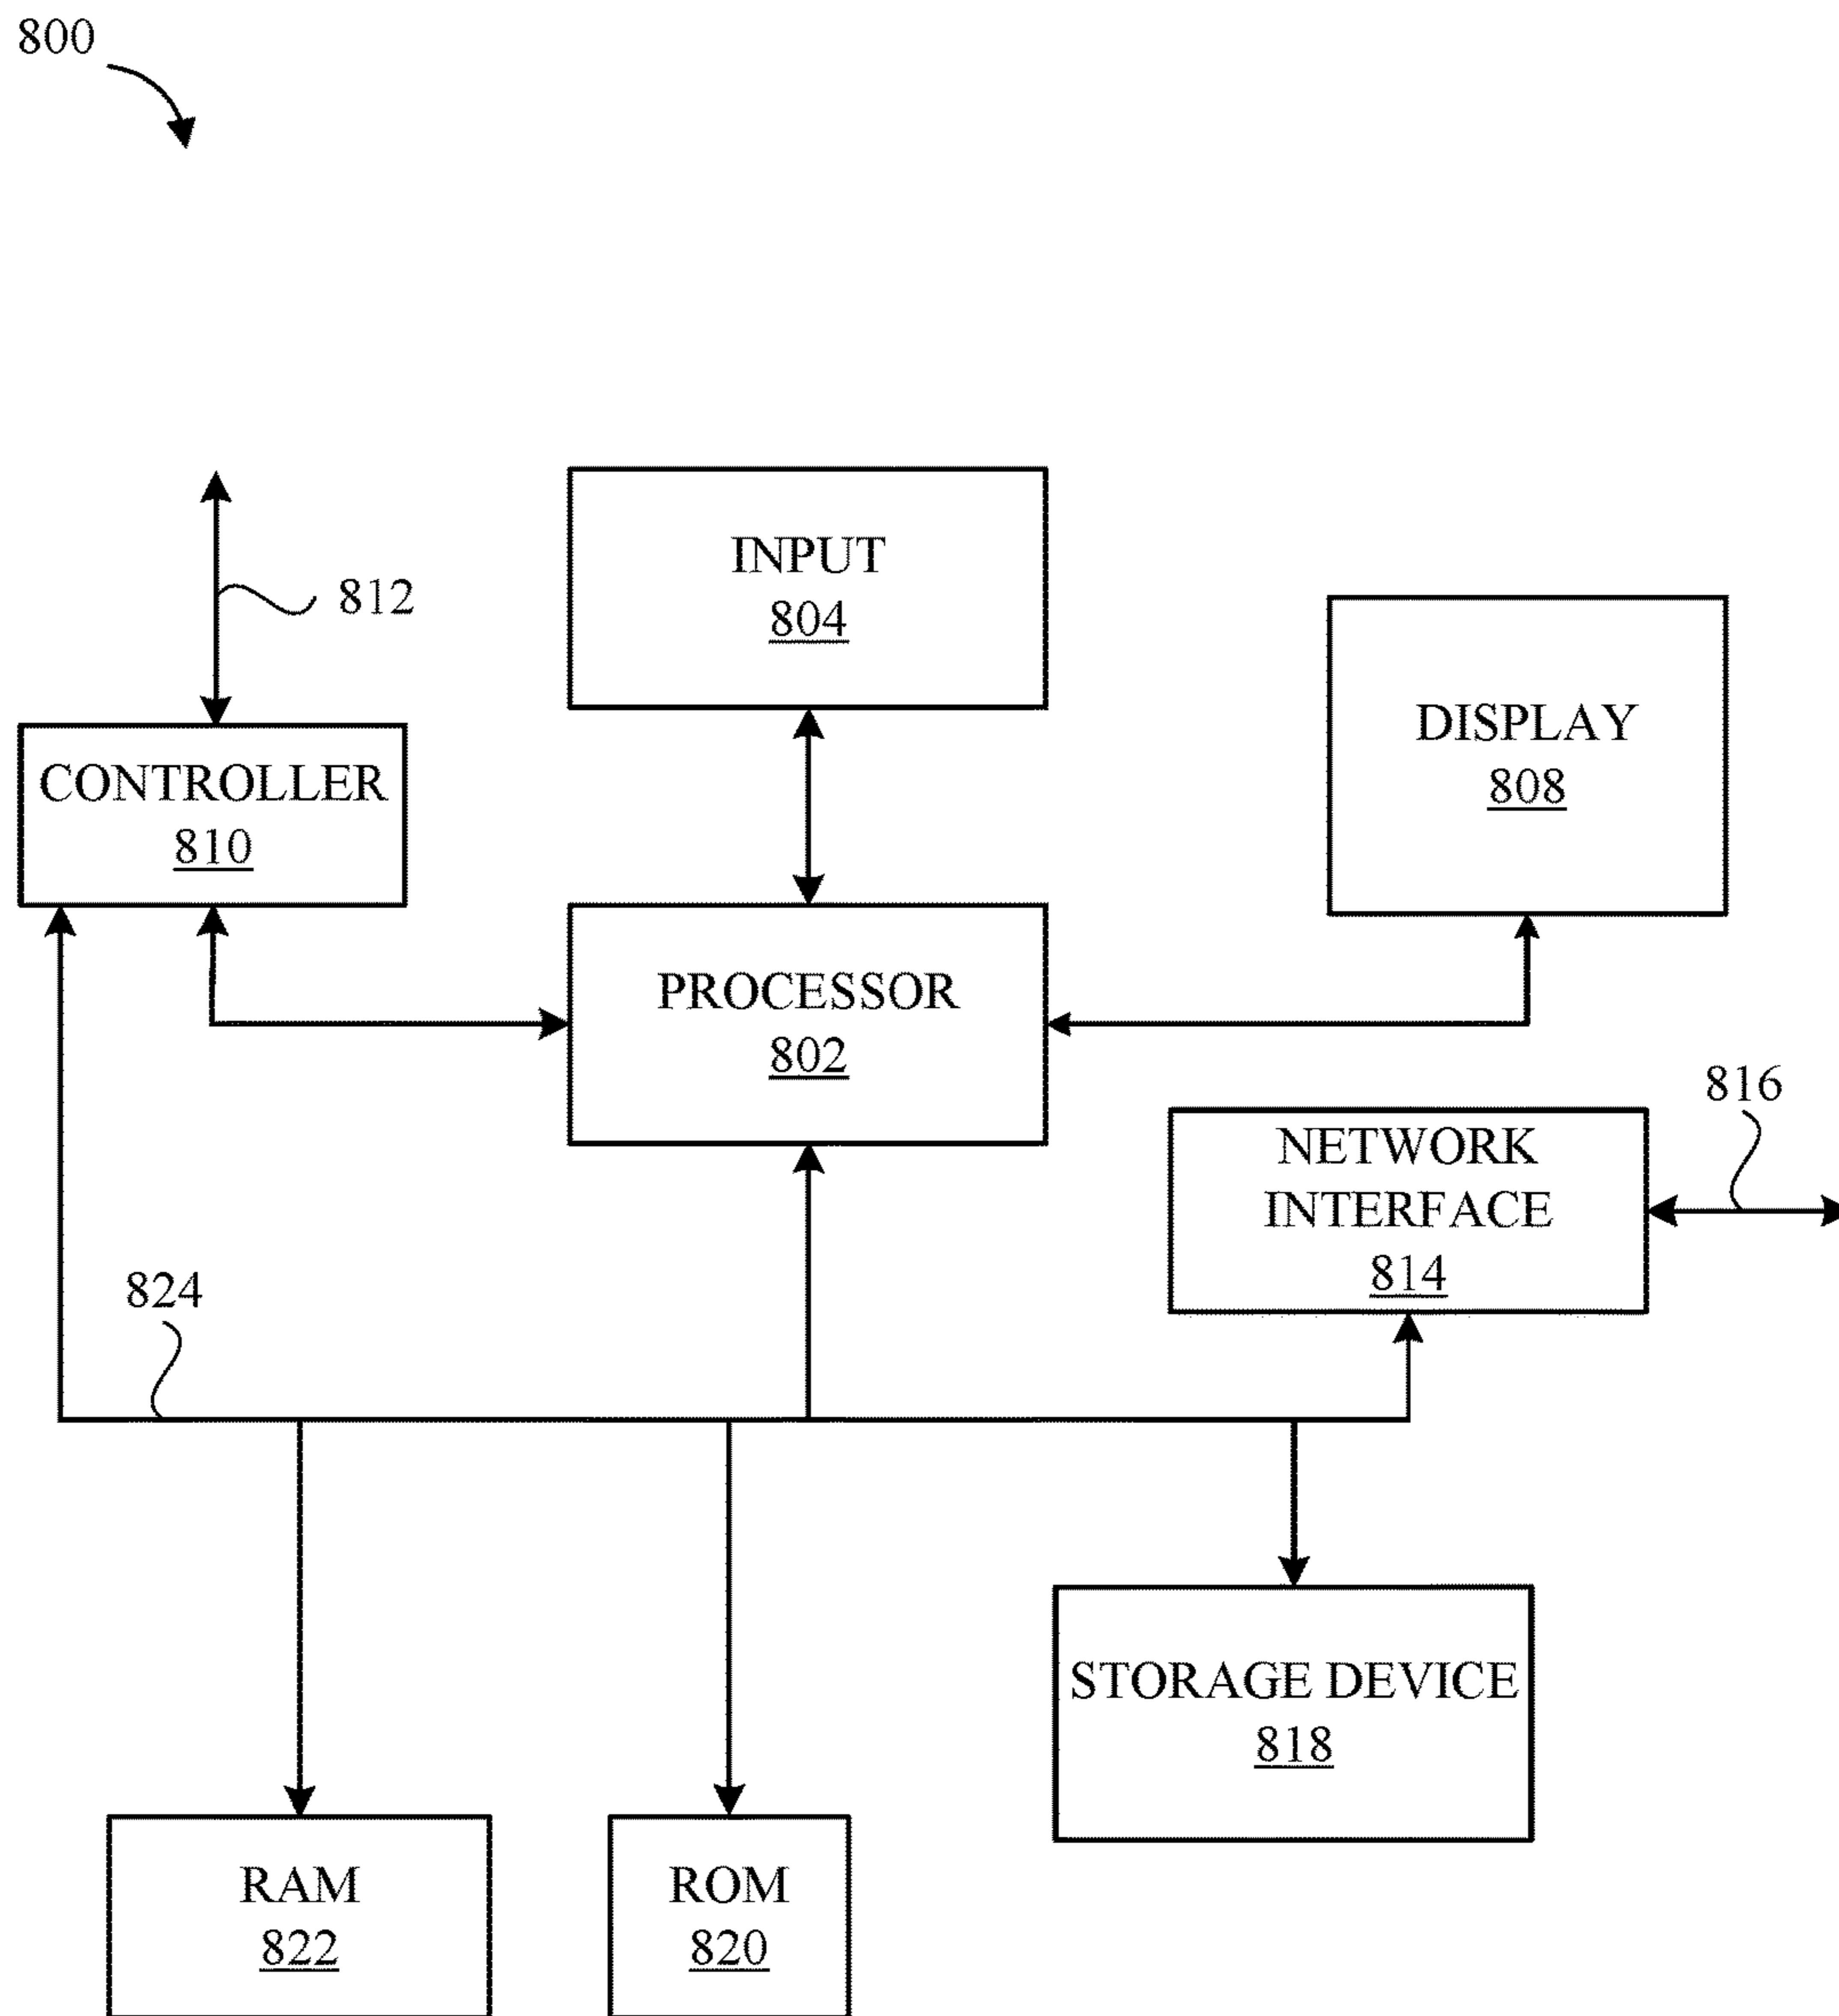 800
812
INPUT
804
DISPLAY
808
CONTROLLER
810
PROCESSOR
802
816
NETWORK
INTERFACE
814
824
STORAGE DEVICE
818
RAM
822
ROM
820